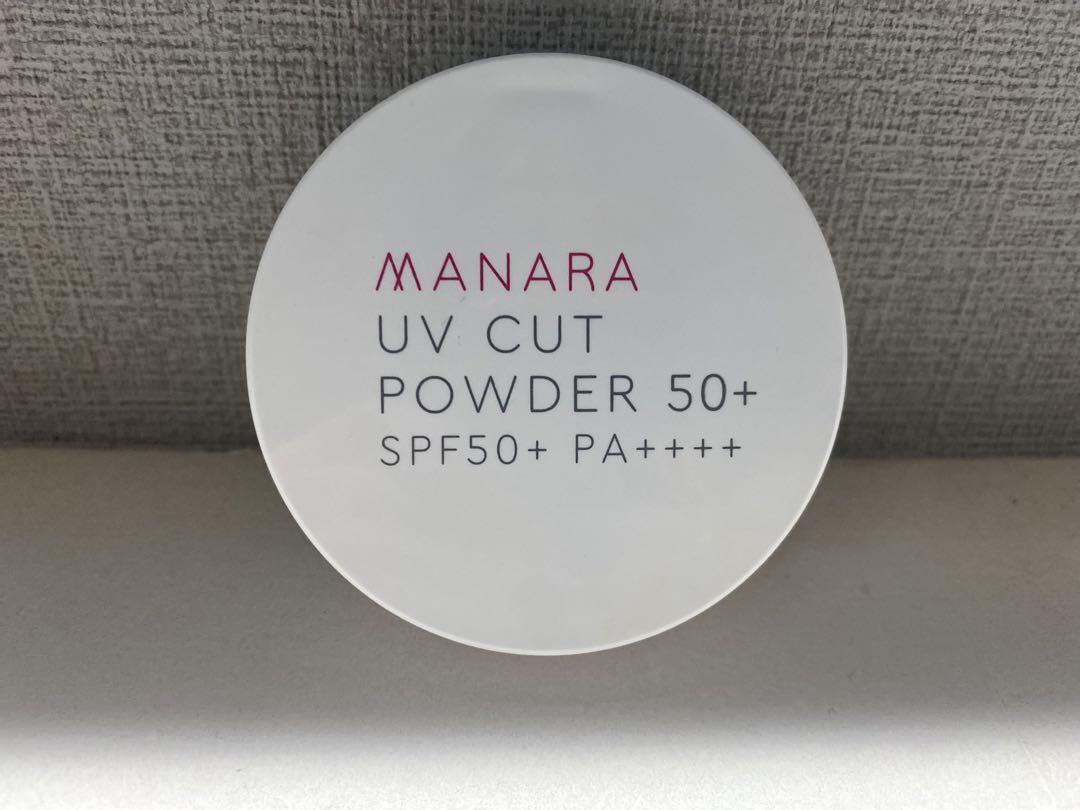 MANARA
UV CUT
POWDER 50+
SPF50+ PA++++